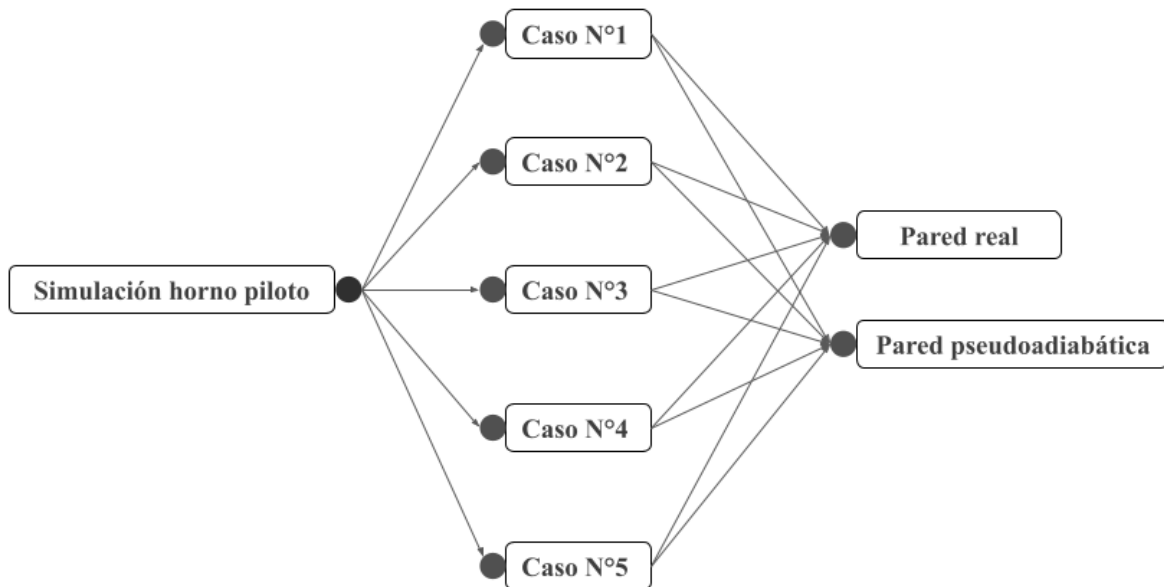 Caso N°1
Caso N°2
Pared real
Simulación horno piloto
Caso N°3
Pared pseudoadiabática
Caso N°4
Caso N°5